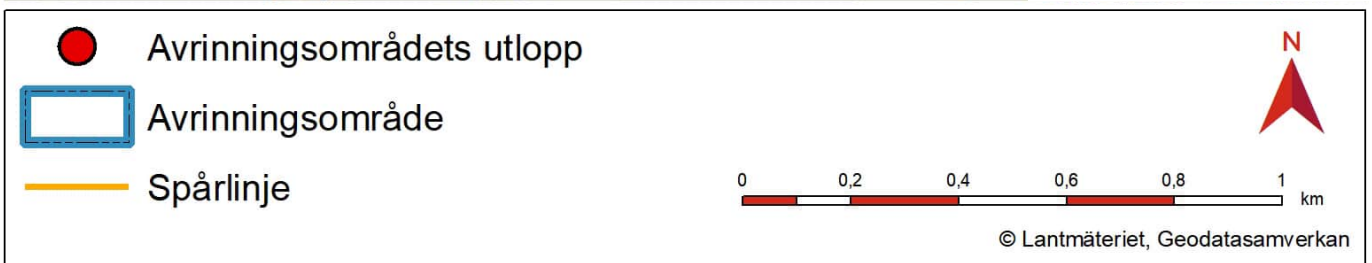 Avrinningsområdets utlopp
Avrinningsområde
Spårlinje
N
0 0,2 0,4 0,6 0,8 1
km
© Lantmäteriet, Geodatasamverkan